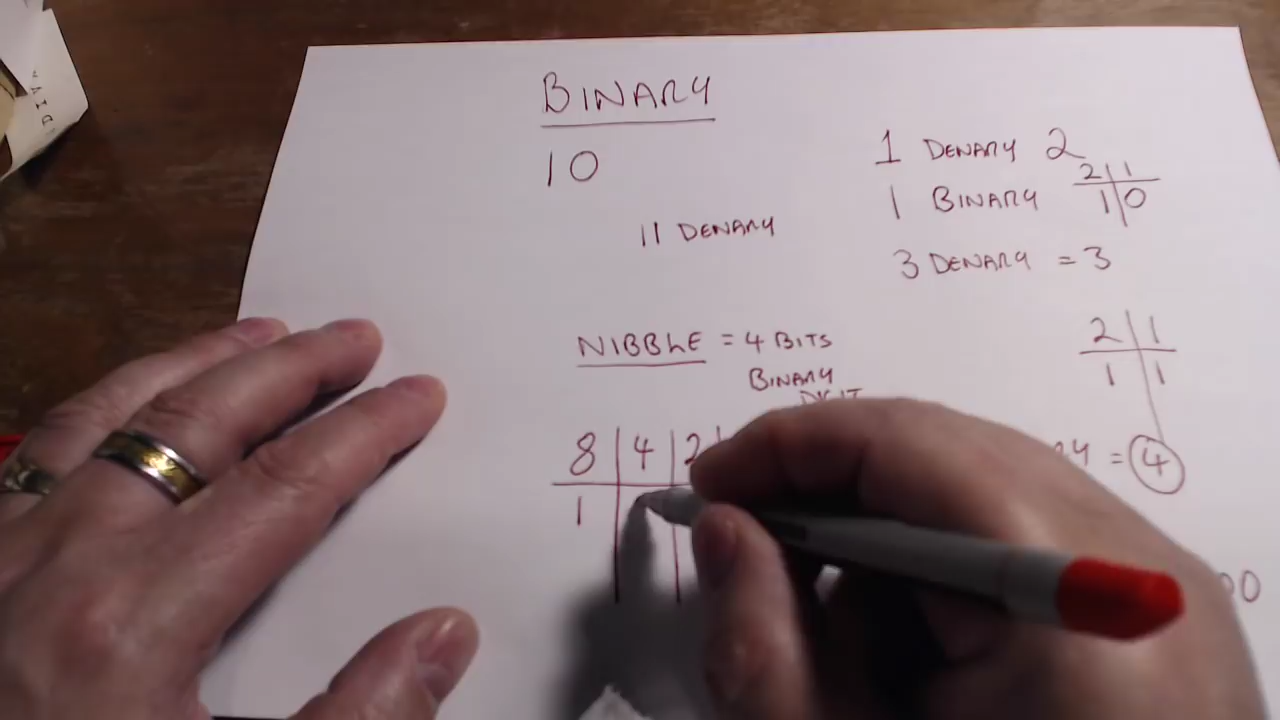 BINARY
10
1 DENARY 2
2 1
1 BINARY 1 0
11 DENARY
3 DENARY = 3
NIBBLE = 4 BITS
BINARY
DIGIT
2 1
1 1
8 4 2
= 4
1